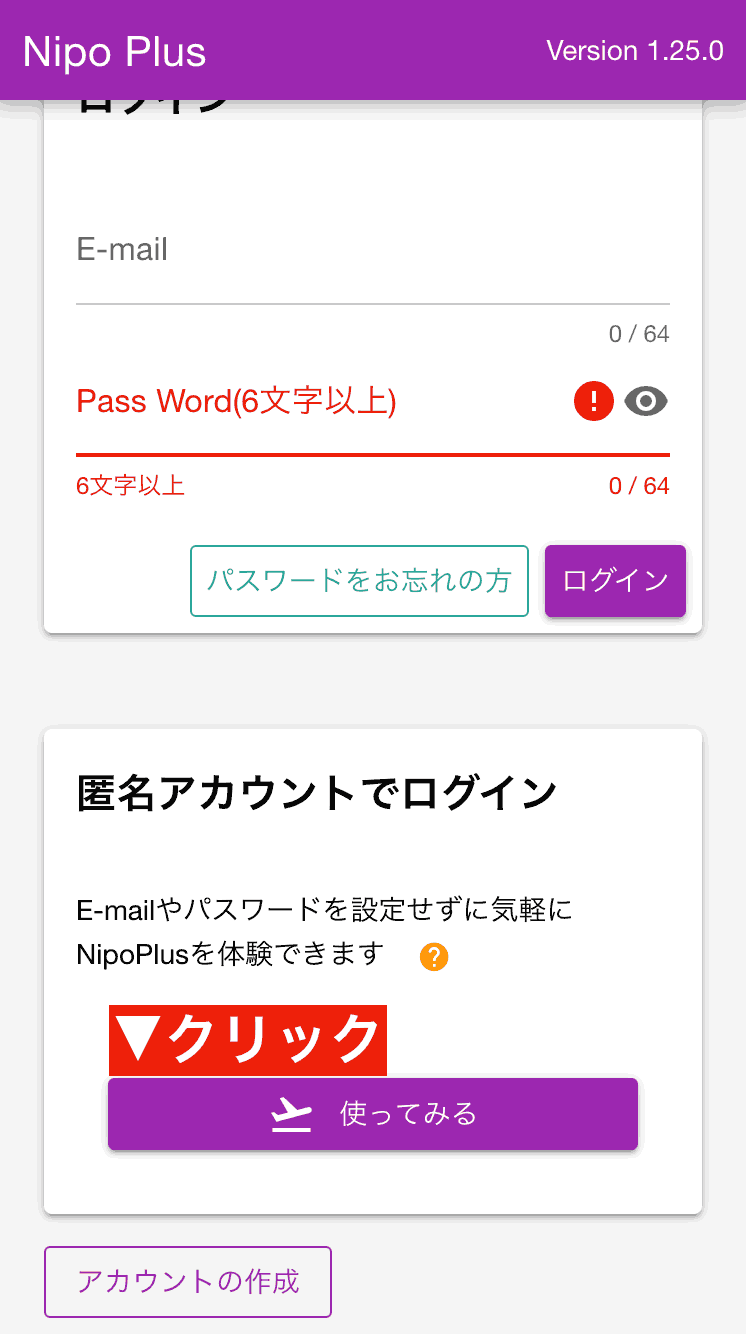 Nipo Plus
Version 1.25.0
ログイン
E-mail
0 / 64
Pass Word(6文字以上)
6文字以上
0 / 64
パスワードをお忘れの方
ログイン
匿名アカウントでログイン
E-mailやパスワードを設定せずに気軽に
NipoPlusを体験できます
▼クリック
使ってみる
アカウントの作成